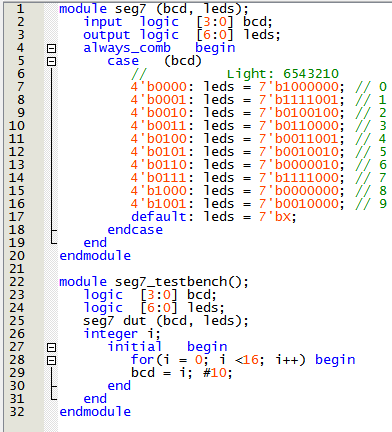 1 module seg7 (bcd, leds);
2 input logic [3:0] bcd;
3 output logic [6:0] leds;
4 always_comb begin
5 case (bcd)
6 // Light: 6543210
7 4'b0000: leds = 7'b1000000; // 0
8 4'b0001: leds = 7'b1111001; // 1
9 4'b0010: leds = 7'b0100100; // 2
10 4'b0011: leds = 7'b0110000; // 3
11 4'b0100: leds = 7'b0011001; // 4
12 4'b0101: leds = 7'b0010010; // 5
13 4'b0110: leds = 7'b0000010; // 6
14 4'b0111: leds = 7'b1111000; // 7
15 4'b1000: leds = 7'b0000000; // 8
16 4'b1001: leds = 7'b0010000; // 9
17 default: leds = 7'bX;
18 endcase
19 end
20 endmodule
21
22 module seg7_testbench();
23 logic [3:0] bcd;
24 logic [6:0] leds;
25 seg7 dut (bcd, leds);
26 integer i;
27 initial begin
28 for(i = 0; i <16; i++) begin
29 bcd = i; #10;
30 end
31 end
32 endmodule